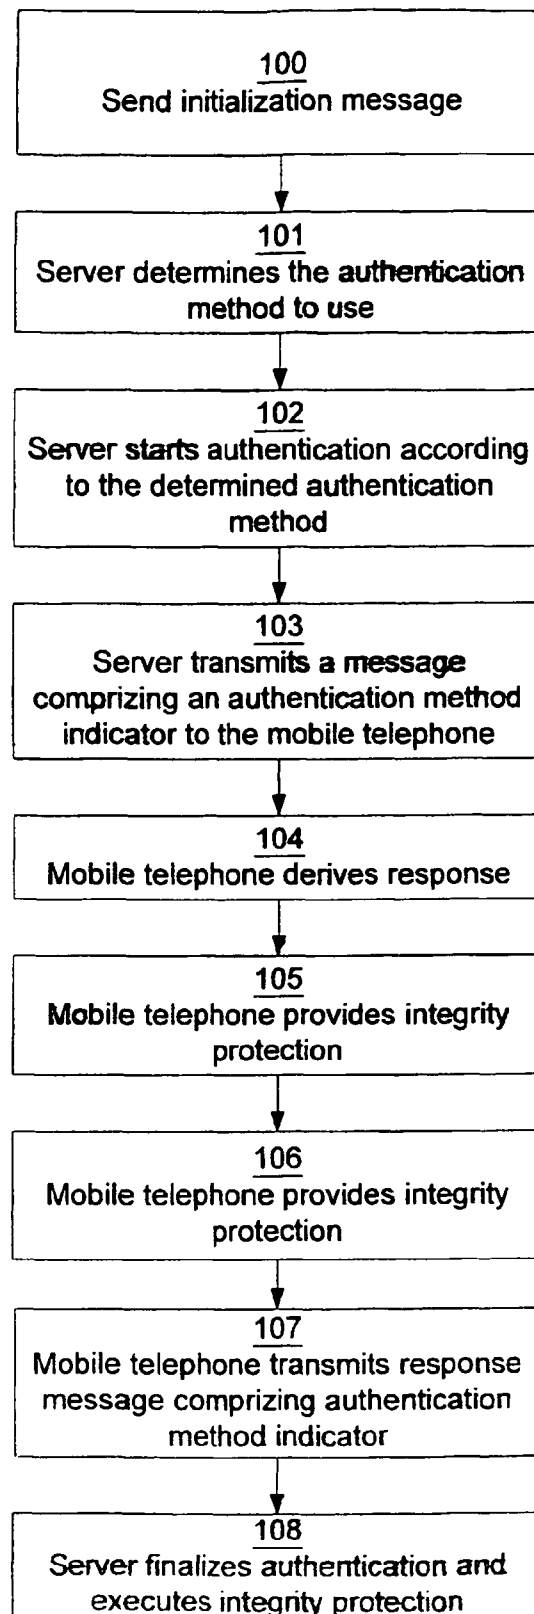 100
Send initialization message
101
Server determines the authentication
method to use
102
Server starts authentication according
to the determined authentication
method
103
Server transmits a message
comprizing an authentication method
indicator to the mobile telephone
104
Mobile telephone derives response
105
Mobile telephone provides integrity
protection
106
Mobile telephone provides integrity
protection
107
Mobile telephone transmits response
message comprizing authentication
method indicator
108
Server finalizes authentication and
executes integrity protection